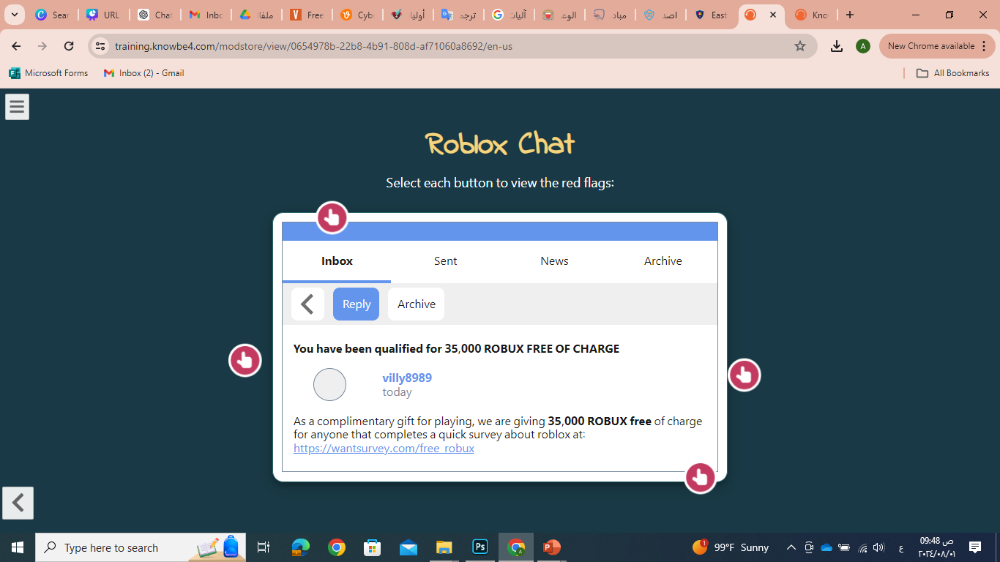 Sear
URL
Chat
Inbo
ملفا
Free
Cyb
أوليا
ترجه
آليات
الوء
مباد
اصد
East
Kno
training.knowbe4.com/modstore/view/0654978b-22b8-4b91-808d-af71060a8692/en-us
A
New Chrome available
Microsoft Forms
Inbox (2) - Gmail
All Bookmarks
Roblox Chat
Select each button to view the red flags:
Inbox
Sent
News
Archive
Reply
Archive
You have been qualified for 35,000 ROBUX FREE OF CHARGE
villy8989
today
As a complimentary gift for playing, we are giving 35,000 ROBUX free of charge
for anyone that completes a quick survey about roblox at:
https://wantsurvey.com/free_robux
Type here to search
Ps
1
99°F Sunny
ع
09:48 ص
٢٠٢٤/٠٨/٠١